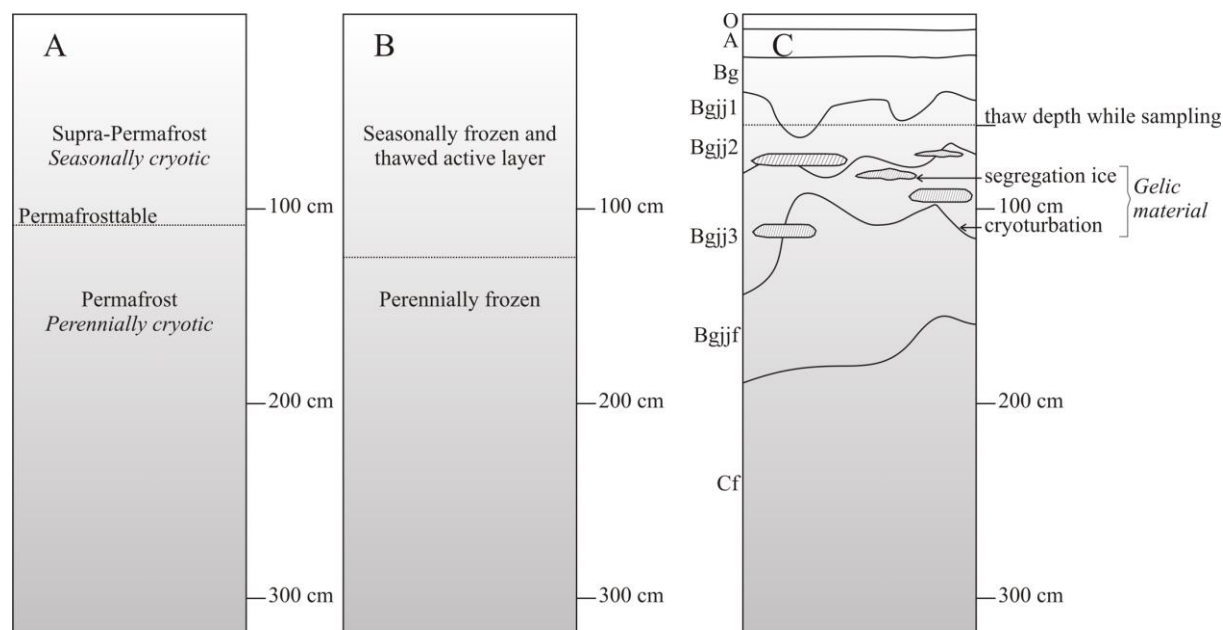 A
Supra-Permafrost
Seasonally cryotic
Permafrosttable
Permafrost
Perennially cryotic
100 cm
200 cm
300 cm
B
Seasonally frozen and
thawed active layer
Perennially frozen
100 cm
200 cm
300 cm
C
O
A
Bg
Bgjj1
Bgjj2
Bgjj3
Bgjjf
Cf
thaw depth while sampling
segregation ice
100 cm
cryoturbation
Gelic
material
200 cm
300 cm